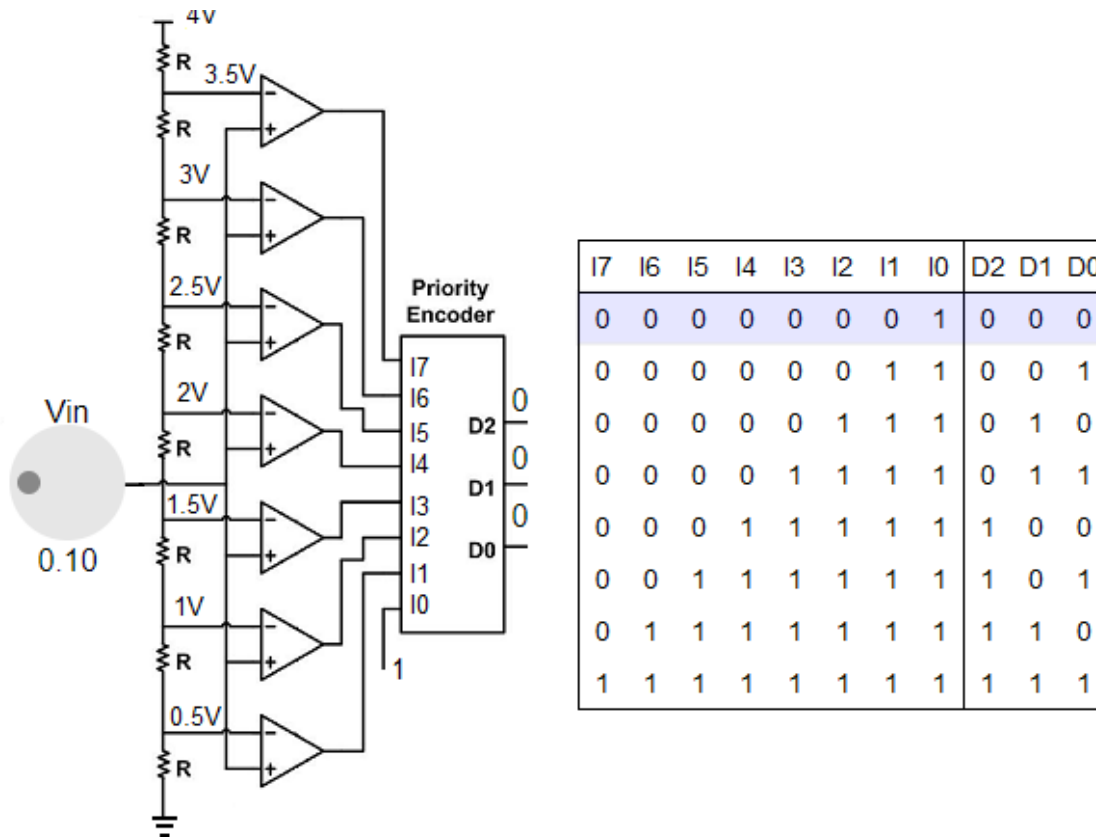 4V
R
3.5V
R
3V
R
2.5V
R
2V
R
1.5V
R
1V
R
0.5V
R
Vin
0.10
Priority
Encoder
I7
I6
I5
I4
I3
I2
I1
I0
1
D2
D1
D0
0
0
0
I7 I6 I5 I4 I3 I2 I1 I0 D2 D1 D0
0 0 0 0 0 0 0 1 0 0 0
0 0 0 0 0 0 1 1 0 0 1
0 0 0 0 0 1 1 1 0 1 0
0 0 0 0 1 1 1 1 0 1 1
0 0 0 1 1 1 1 1 1 0 0
0 0 1 1 1 1 1 1 1 0 1
0 1 1 1 1 1 1 1 1 1 0
1 1 1 1 1 1 1 1 1 1 1